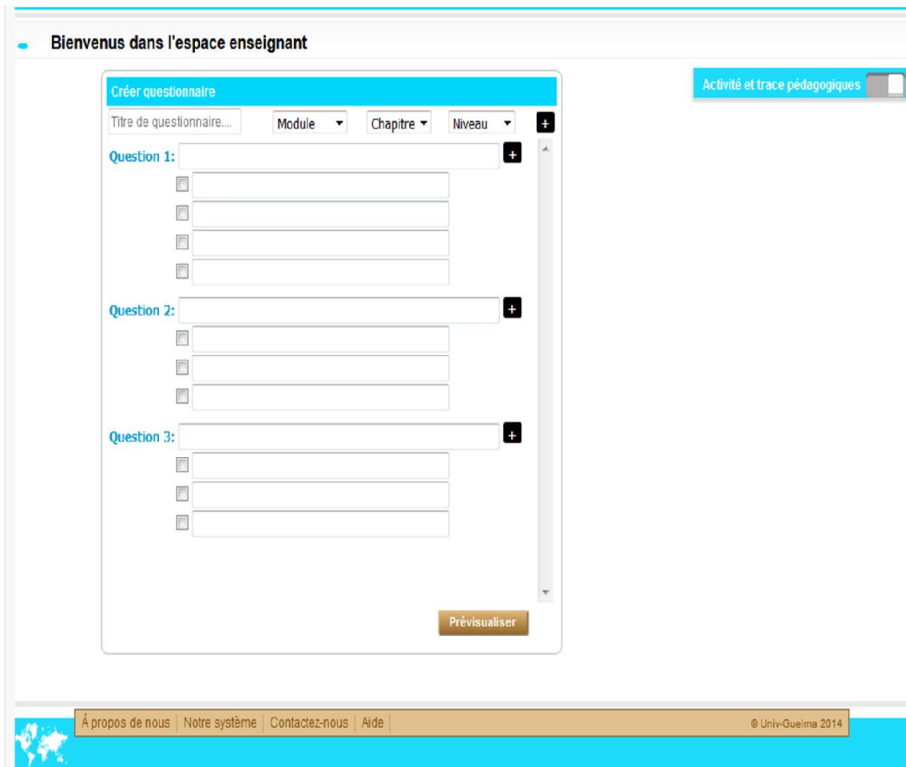 Bienvenus dans l'espace enseignant
Activité et trace pédagogiques
Créer questionnaire
Titre de questionnaire.... Module Chapitre Niveau +
Question 1: +
Question 2: +
Question 3: +
Prévisualiser
Á propos de nous | Notre système | Contactez-nous | Aide |
© Univ-Guelma 2014